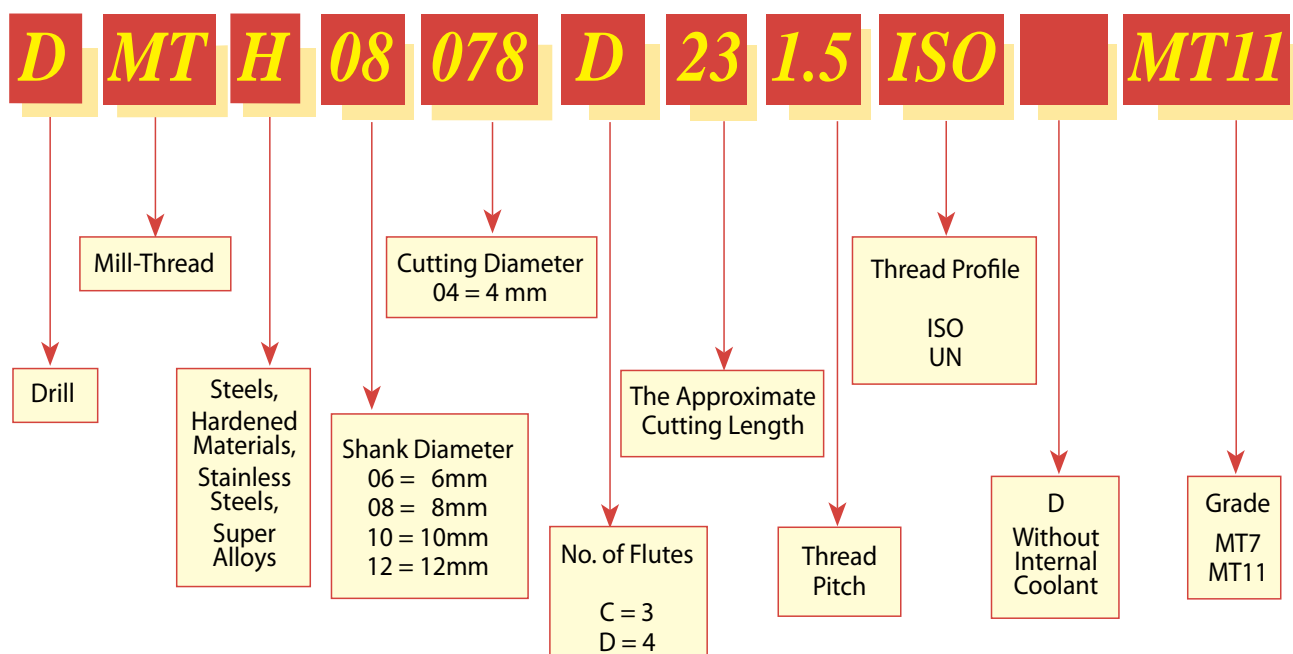 D MT H 08 078 D 23 1.5 ISO MT11
Drill
Mill-Thread
Steels,
Hardened
Materials,
Stainless
Steels,
Super
Alloys
Shank Diameter
06 = 6mm
08 = 8mm
10 = 10mm
12 = 12mm
Cutting Diameter
04 = 4 mm
No. of Flutes
C = 3
D = 4
The Approximate
Cutting Length
Thread
Pitch
Thread Profile
ISO
UN
D
Without
Internal
Coolant
Grade
MT7
MT11